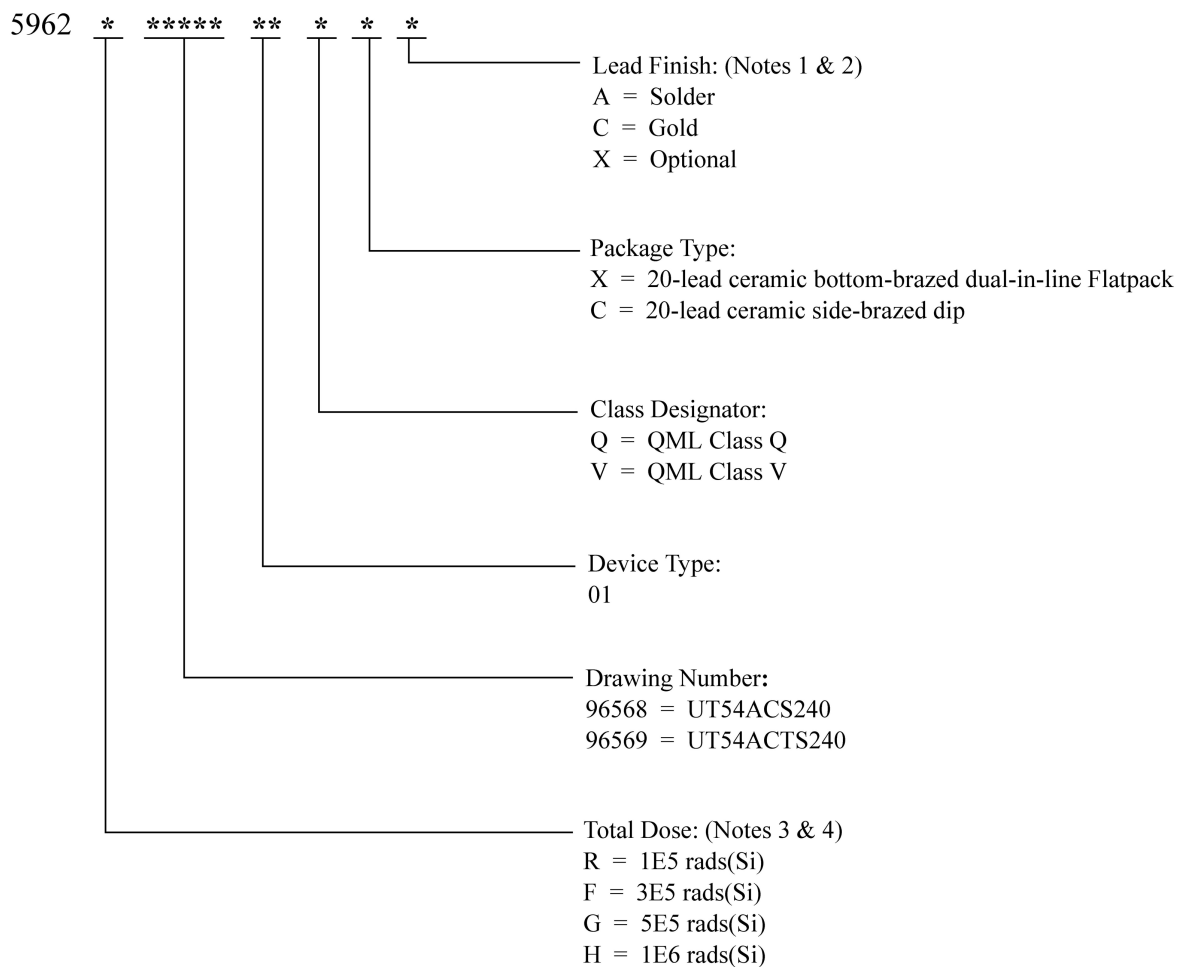 5962 * ***** ** * * *
Lead Finish: (Notes 1 & 2)
A = Solder
C = Gold
X = Optional
Package Type:
X = 20-lead ceramic bottom-brazed dual-in-line Flatpack
C = 20-lead ceramic side-brazed dip
Class Designator:
Q = QML Class Q
V = QML Class V
Device Type:
01
Drawing Number:
96568 = UT54ACS240
96569 = UT54ACTS240
Total Dose: (Notes 3 & 4)
R = 1E5 rads(Si)
F = 3E5 rads(Si)
G = 5E5 rads(Si)
H = 1E6 rads(Si)